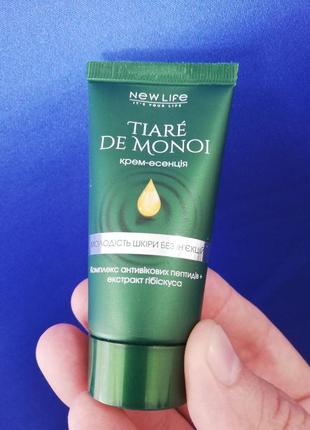 NEW LIFE
IT'S YOUR LIFE
TIARÉ
DE MONOI
крем-есенція
МОЛОДІСТЬ ШКІРИ БЕЗ ІН'ЄКЦІЙ
Комплекс антивікових пептидів +
екстракт гібіскуса